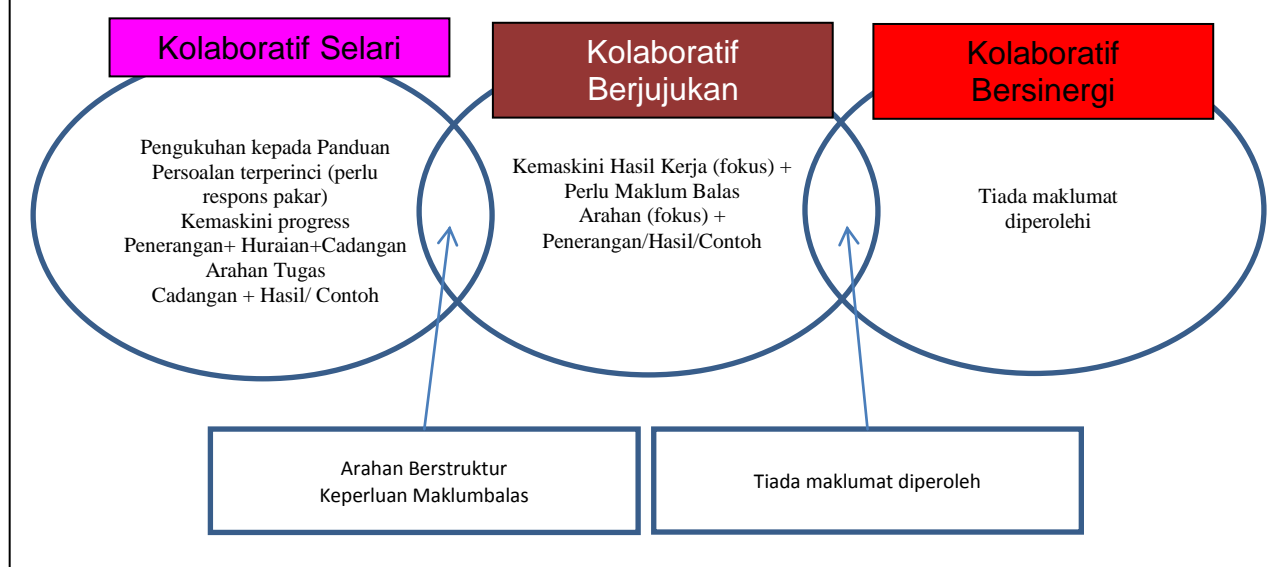 Kolaboratif Selari
Kolaboratif
Berjujukan
Kolaboratif
Bersinergi
Pengukuhan kepada Panduan
Persoalan terperinci (perlu
respons pakar)
Kemaskini progress
Penerangan+ Huraian+Cadangan
Arahan Tugas
Cadangan + Hasil/ Contoh
Kemaskini Hasil Kerja (fokus) +
Perlu Maklum Balas
Arahan (fokus) +
Penerangan/Hasil/Contoh
Tiada maklumat
diperolehi
Arahan Berstruktur
Keperluan Maklumbalas
Tiada maklumat diperoleh